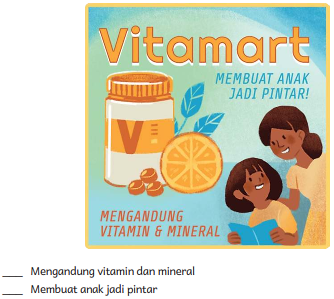 Vitamart
MEMBUAT ANAK
JADI PINTAR!
V
MENGANDUNG
VITAMIN & MINERAL
___ Mengandung vitamin dan mineral
___ Membuat anak jadi pintar